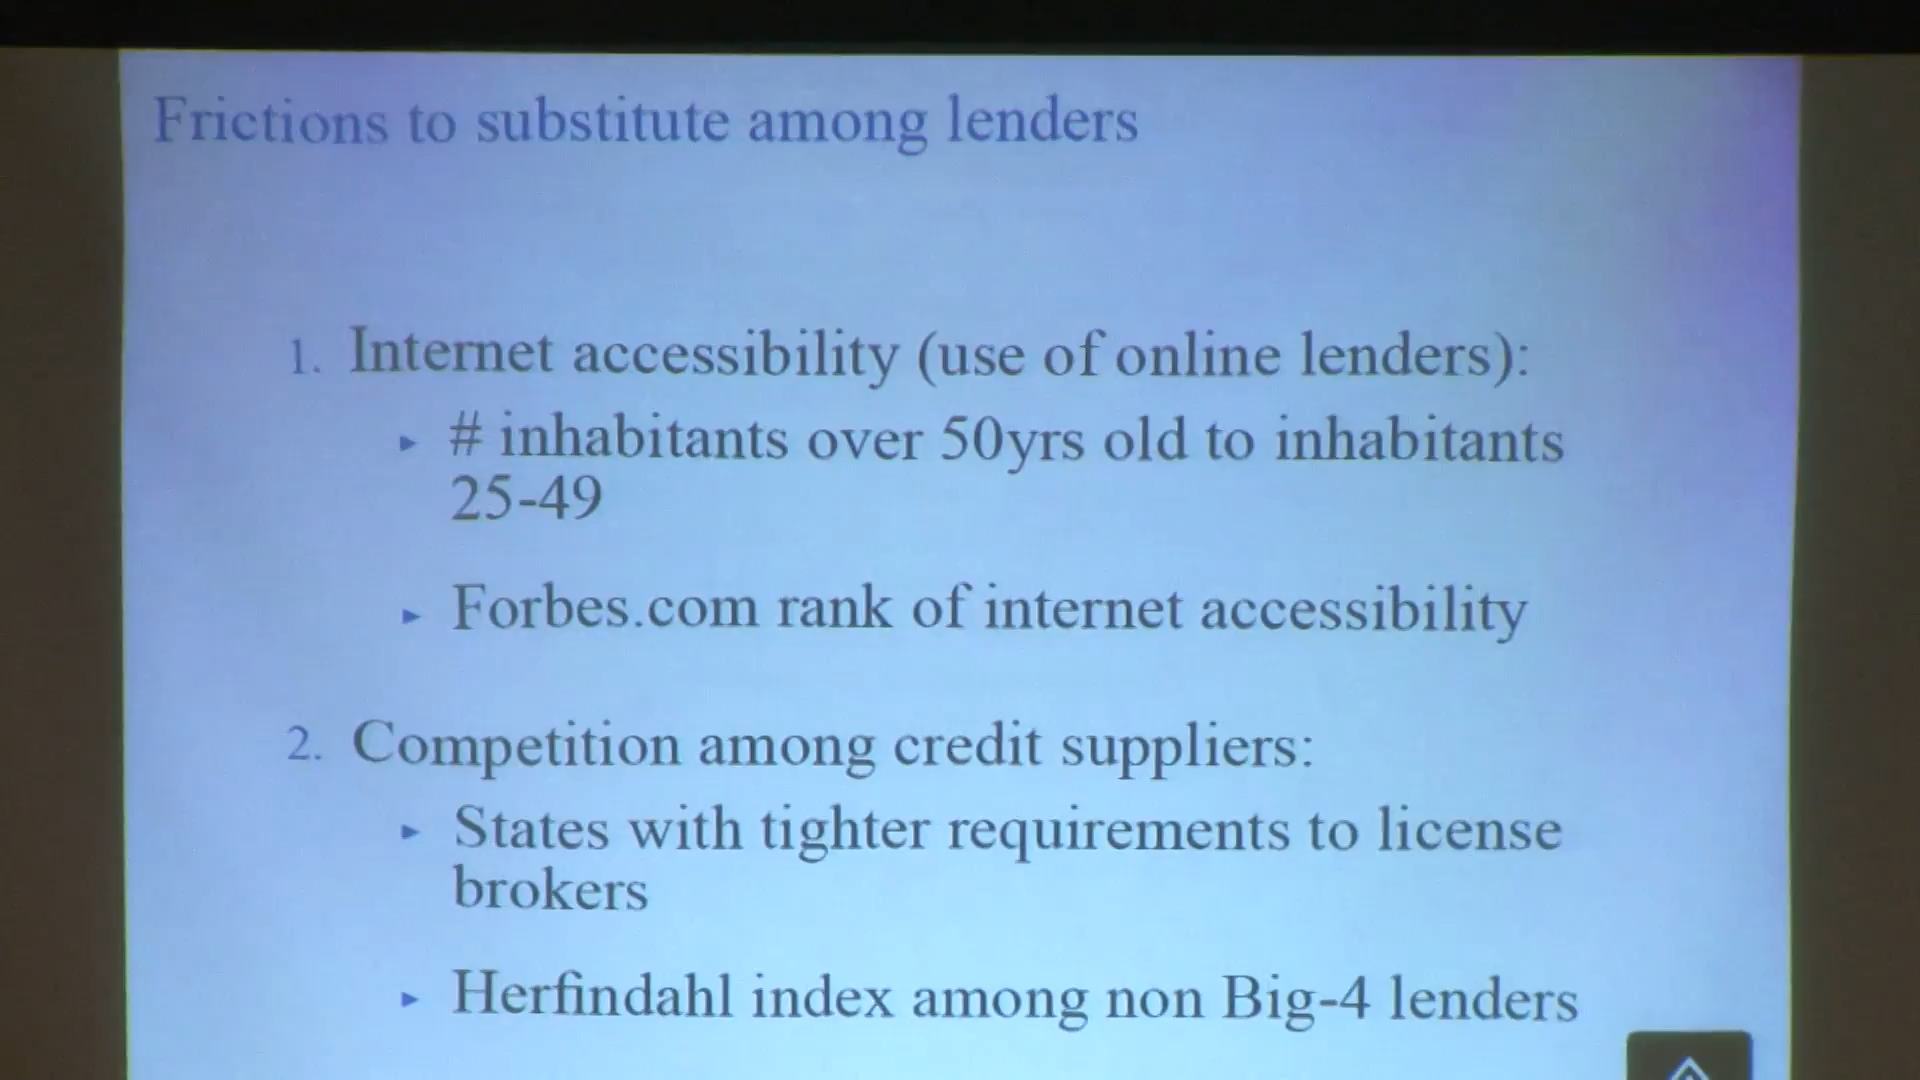 Frictions to substitute among lenders
1. Internet accessibility (use of online lenders):
▸ # inhabitants over 50yrs old to inhabitants
25-49
▸ Forbes.com rank of internet accessibility
2. Competition among credit suppliers:
▸ States with tighter requirements to license
brokers
▸ Herfindahl index among non Big-4 lenders